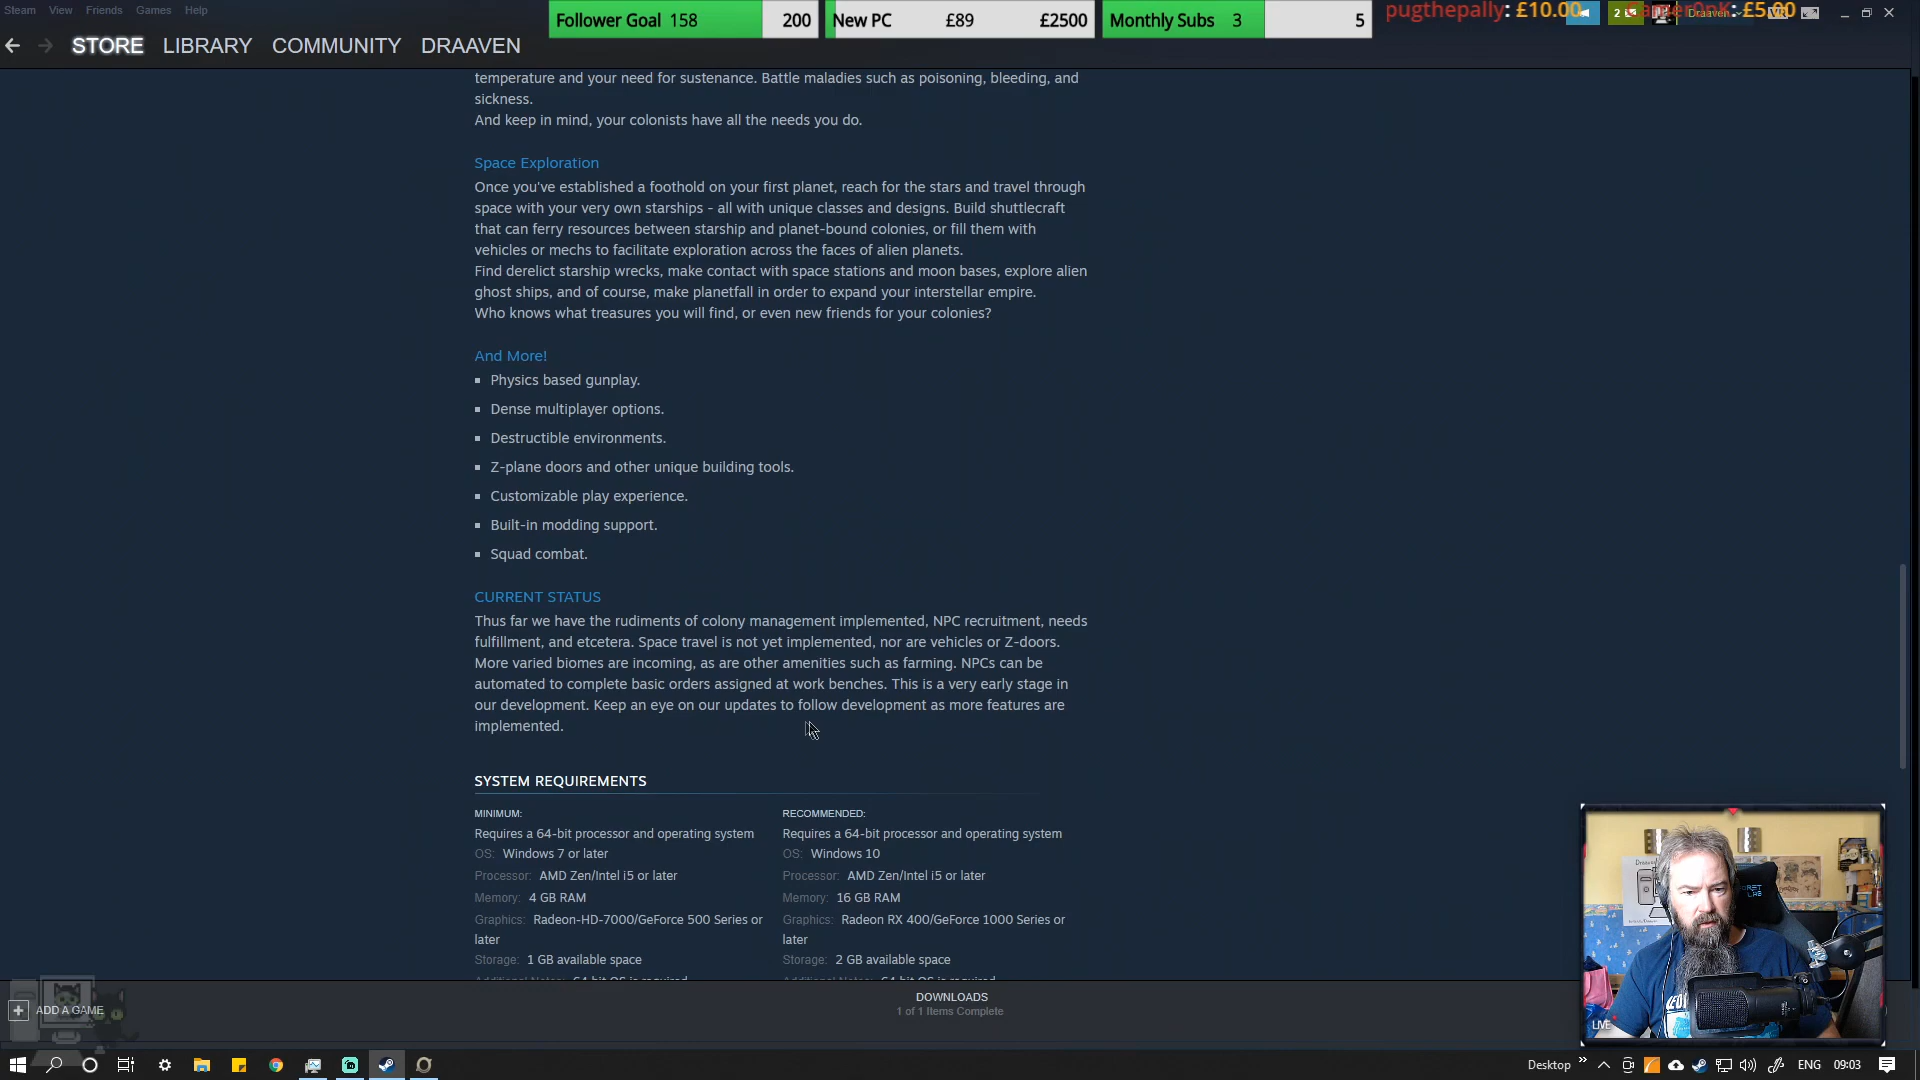 Steam View Friends Games Help
Follower Goal 158 200
New PC £89 £2500
Monthly Subs 3 5
pugthepally: £10.00
: £5.00
STORE LIBRARY COMMUNITY DRAAVEN
temperature and your need for sustenance. Battle maladies such as poisoning, bleeding, and
sickness.
And keep in mind, your colonists have all the needs you do.
Space Exploration
Once you've established a foothold on your first planet, reach for the stars and travel through
space with your very own starships - all with unique classes and designs. Build shuttlecraft
that can ferry resources between starship and planet-bound colonies, or fill them with
vehicles or mechs to facilitate exploration across the faces of alien planets.
Find derelict starship wrecks, make contact with space stations and moon bases, explore alien
ghost ships, and of course, make planetfall in order to expand your interstellar empire.
Who knows what treasures you will find, or even new friends for your colonies?
And More!
▪ Physics based gunplay.
▪ Dense multiplayer options.
▪ Destructible environments.
▪ Z-plane doors and other unique building tools.
▪ Customizable play experience.
▪ Built-in modding support.
▪ Squad combat.
CURRENT STATUS
Thus far we have the rudiments of colony management implemented, NPC recruitment, needs
fulfillment, and etcetera. Space travel is not yet implemented, nor are vehicles or Z-doors.
More varied biomes are incoming, as are other amenities such as farming. NPCs can be
automated to complete basic orders assigned at work benches. This is a very early stage in
our development. Keep an eye on our updates to follow development as more features are
implemented.
SYSTEM REQUIREMENTS
MINIMUM:
Requires a 64-bit processor and operating system
OS: Windows 7 or later
Processor: AMD Zen/Intel i5 or later
Memory: 4 GB RAM
Graphics: Radeon-HD-7000/GeForce 500 Series or
later
Storage: 1 GB available space
Additional Notes: 64-bit OS is required
RECOMMENDED:
Requires a 64-bit processor and operating system
OS: Windows 10
Processor: AMD Zen/Intel i5 or later
Memory: 16 GB RAM
Graphics: Radeon RX 400/GeForce 1000 Series or
later
Storage: 2 GB available space
Additional Notes: 64-bit OS is required
LIVE
ADD A GAME
DOWNLOADS
1 of 1 Items Complete
Desktop ENG 09:03